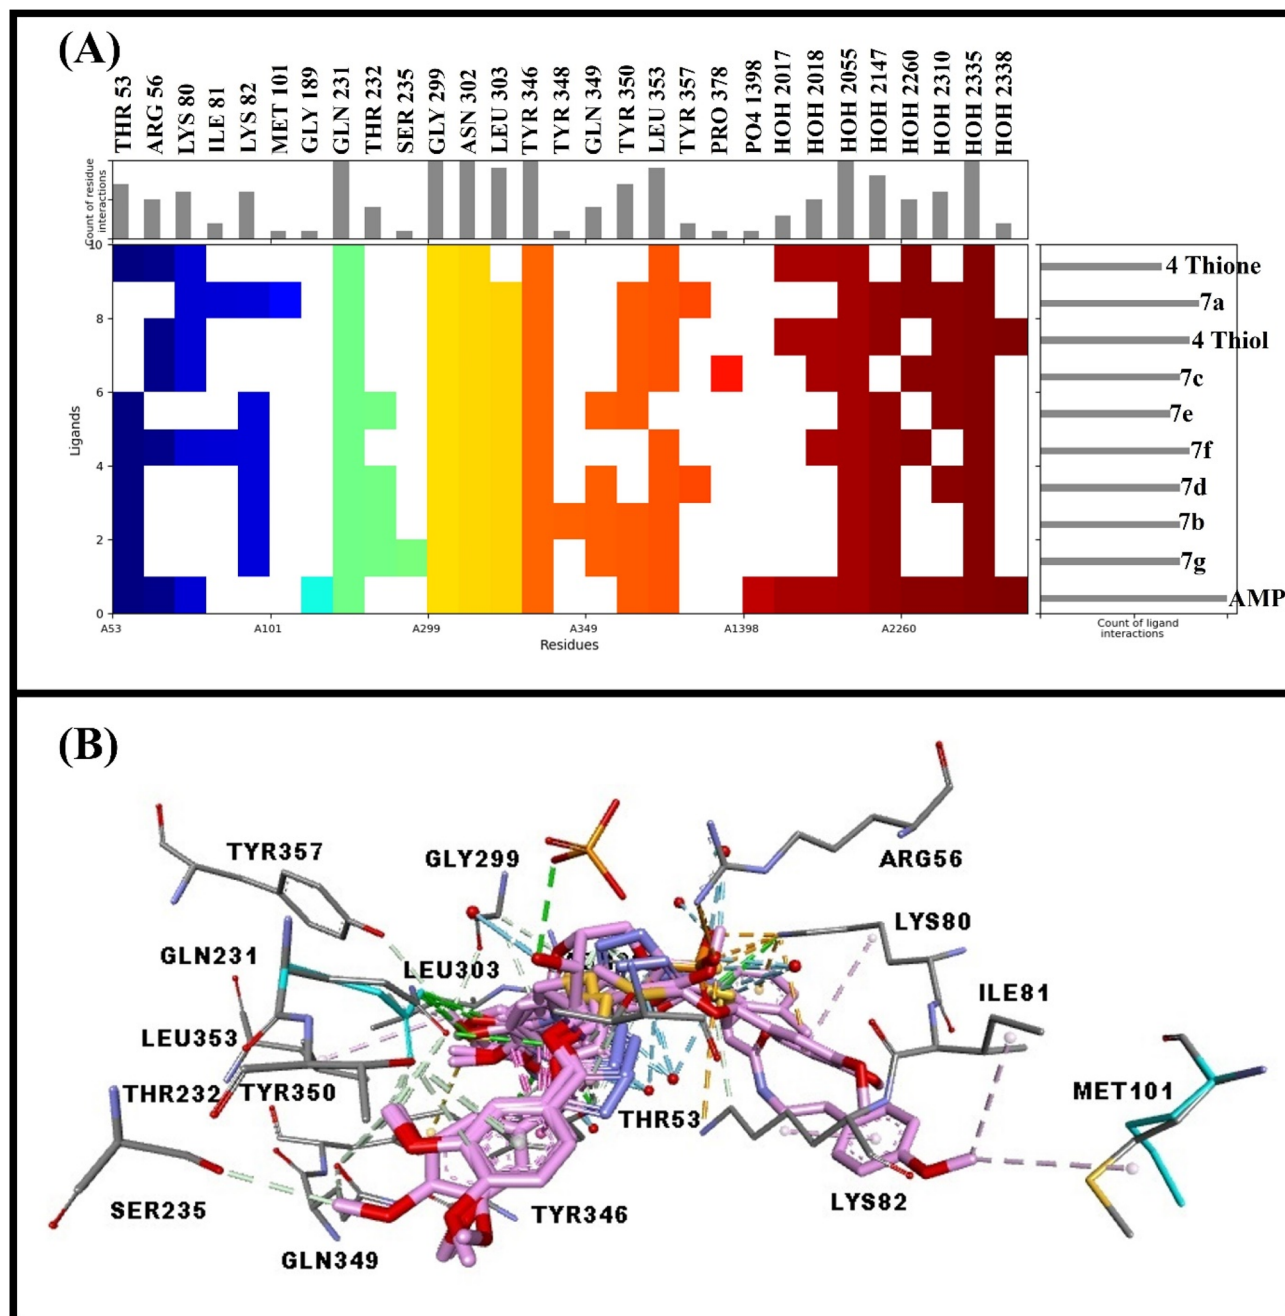 (A)
THR 53
ARG 56
LYS 80
ILE 81
LYS 82
MET 101
GLY 189
GLN 231
THR 232
SER 235
GLY 299
ASN 302
LEU 303
TYR 346
TYR 348
GLN 349
TYR 350
LEU 353
TYR 357
PRO 378
PO4 1398
HOH 2017
HOH 2018
HOH 2055
HOH 2147
HOH 2260
HOH 2310
HOH 2335
HOH 2338
Count of residue
interactions
10
8
6
4
2
0
Ligands
A53
A101
A299
A349
A1398
A2260
Residues
4 Thione
7a
4 Thiol
7c
7e
7f
7d
7b
7g
AMP
Count of ligand
interactions
(B)
TYR357
GLY299
ARG56
GLN231
LEU303
LYS80
ILE81
LEU353
THR232
TYR350
THR53
MET101
SER235
TYR346
LYS82
GLN349